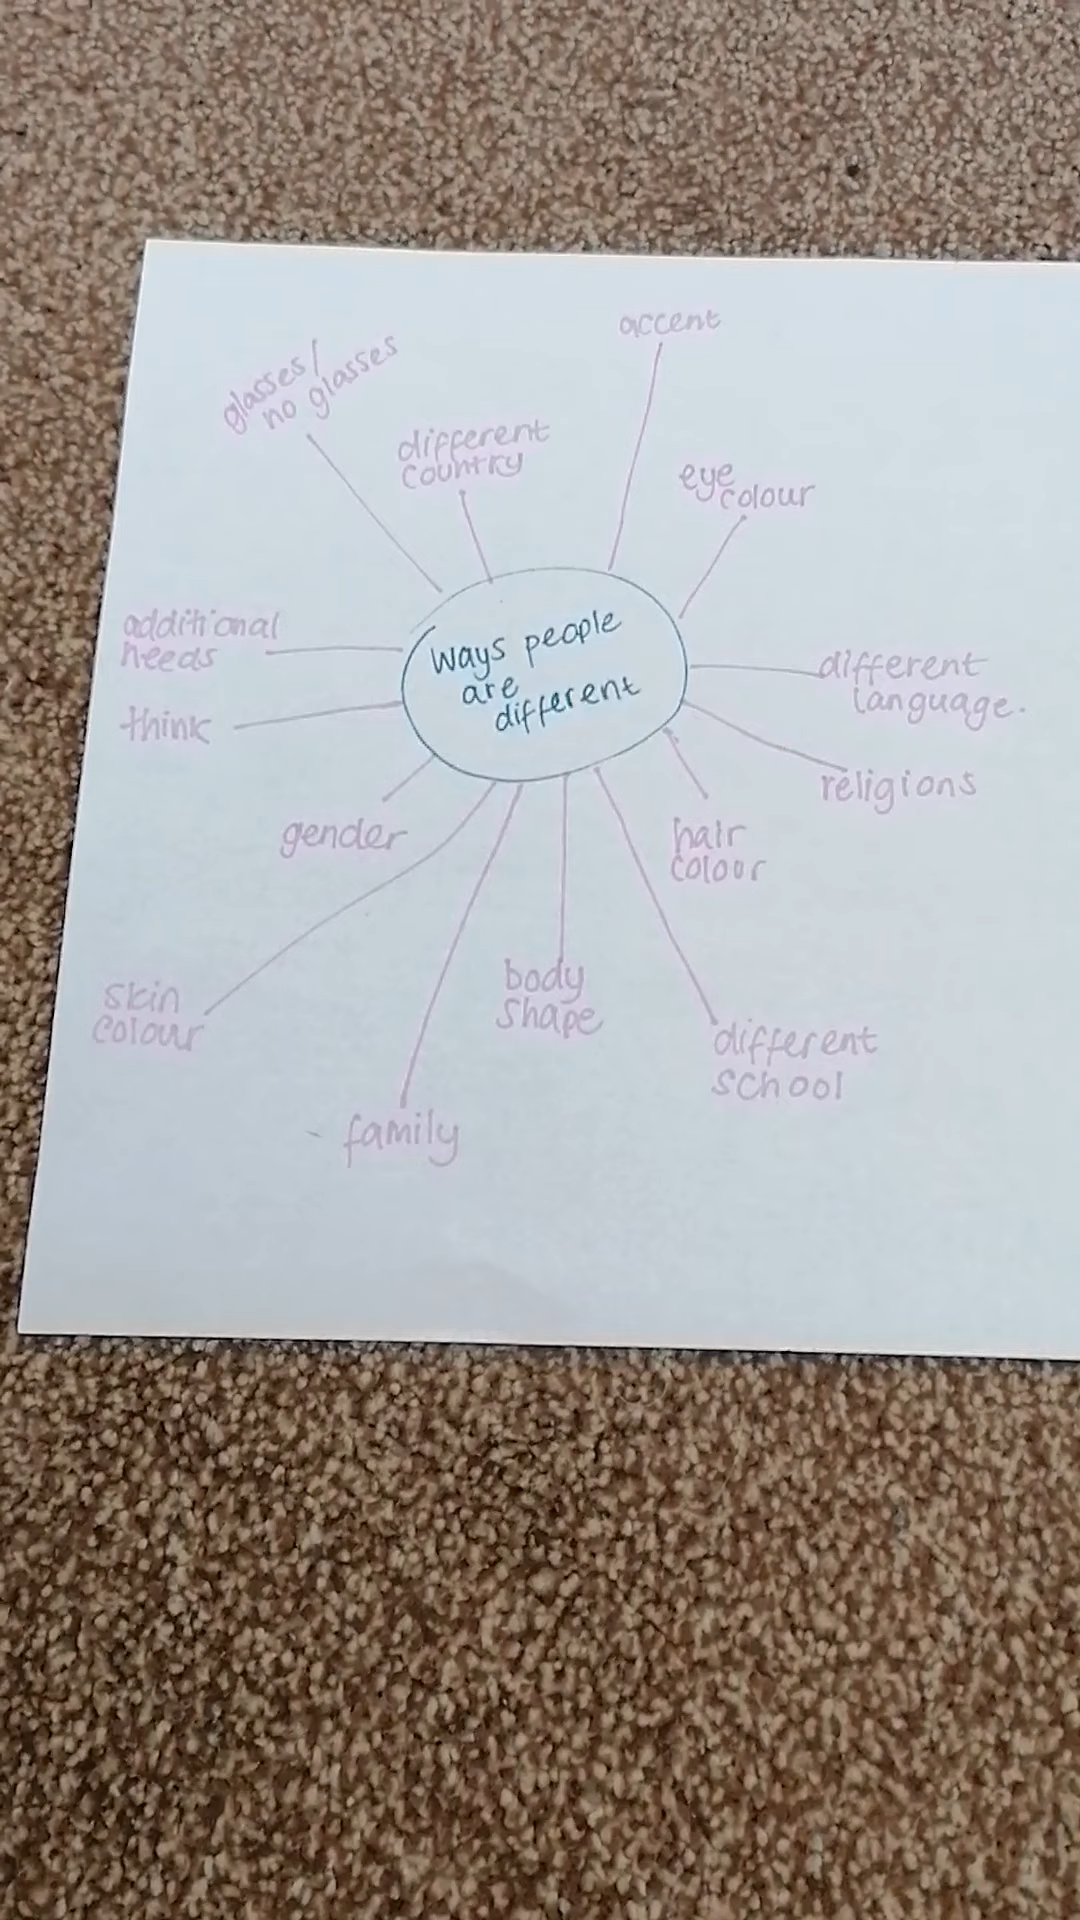 accent
glasses/
no glasses
different
country
eye
colour
ways people
are
different
additional
needs
different
language.
think
religions
gender
hair
colour
skin
colour
body
shape
different
school
family